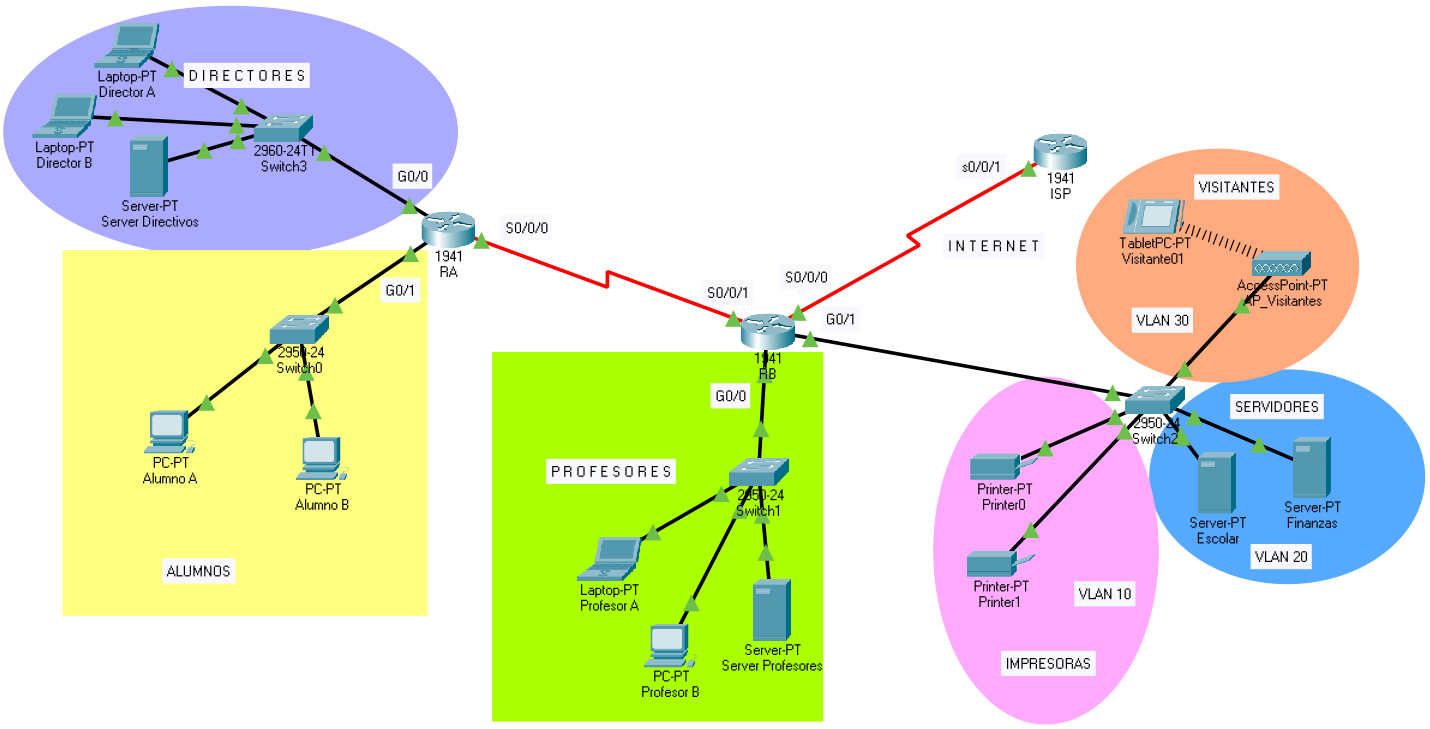 Laptop-PT
Director A
D I R E C T O R E S
Laptop-PT
Director B
2960-24TT
Switch3
Server-PT
Server Directivos
G0/0
S0/0/0
1941
RA
G0/1
2950-24
Switch0
PC-PT
Alumno A
PC-PT
Alumno B
ALUMNOS
s0/0/1
1941
ISP
I N T E R N E T
S0/0/0
S0/0/1
G0/1
1941
RB
G0/0
P R O F E S O R E S
2950-24
Switch1
Laptop-PT
Profesor A
PC-PT
Profesor B
Server-PT
Server Profesores
VISITANTES
TabletPC-PT
Visitante01
AccessPoint-PT
AP_Visitantes
VLAN 30
2950-24
Switch2
SERVIDORES
Server-PT
Escolar
Server-PT
Finanzas
VLAN 20
Printer-PT
Printer0
Printer-PT
Printer1
VLAN 10
IMPRESORAS